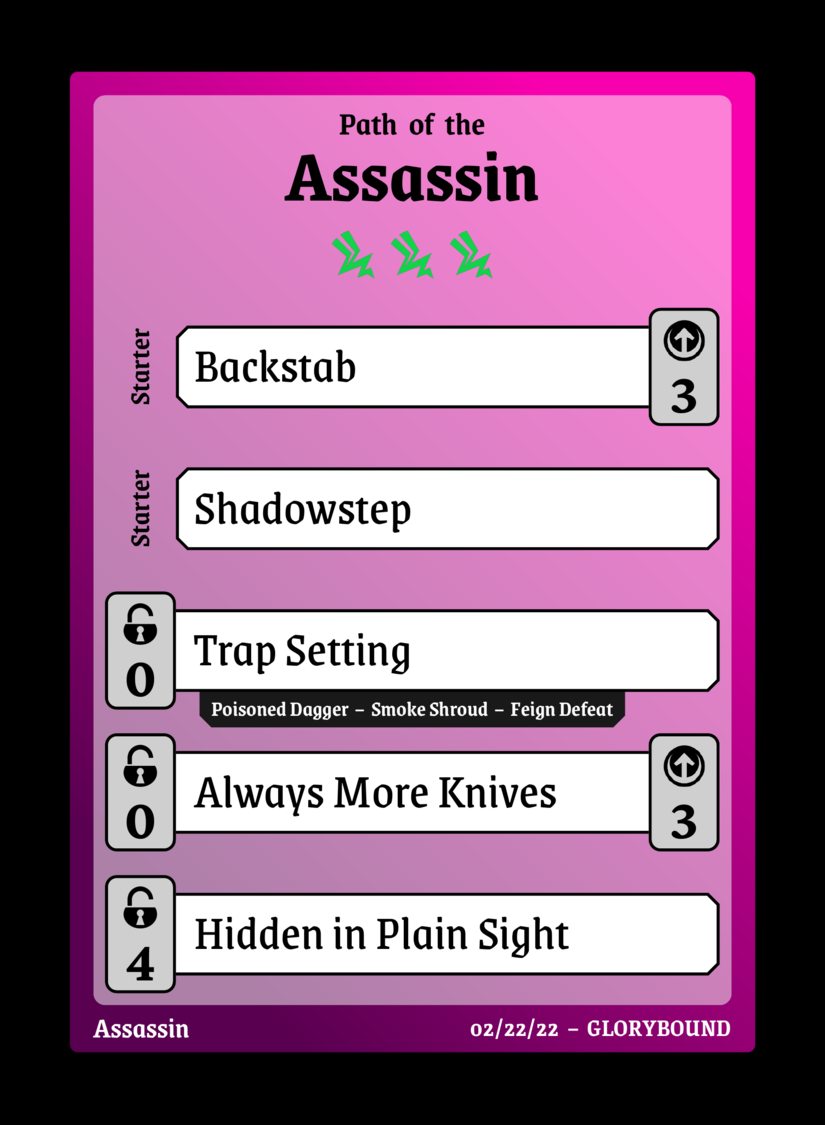 Path of the
Assassin
Starter
Backstab
3
Starter
Shadowstep
0
Trap Setting
Poisoned Dagger – Smoke Shroud – Feign Defeat
0
Always More Knives
3
4
Hidden in Plain Sight
Assassin
02/22/22 – GLORYBOUND